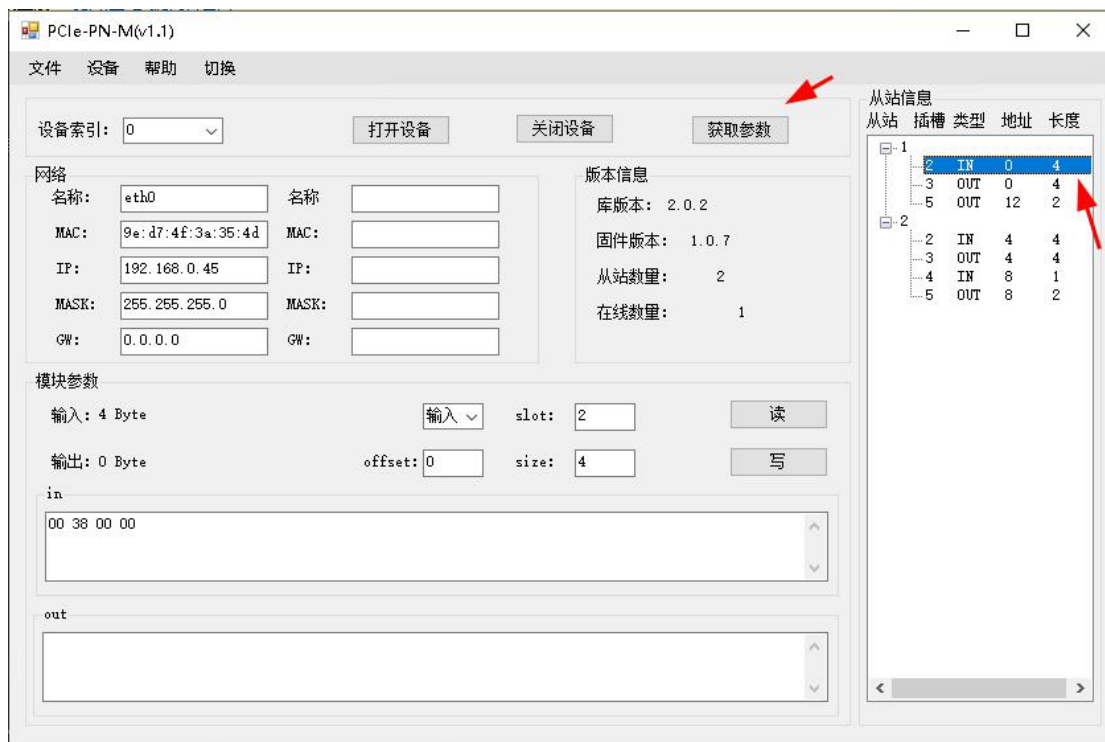 PCIe-PN-M(v1.1)
文件 设备 帮助 切换
设备索引: 0 打开设备 关闭设备 获取参数
网络
名称: eth0 名称
MAC: 9e:d7:4f:3a:35:4d MAC:
IP: 192.168.0.45 IP:
MASK: 255.255.255.0 MASK:
GW: 0.0.0.0 GW:
版本信息
库版本: 2.0.2
固件版本: 1.0.7
从站数量: 2
在线数量: 1
模块参数
输入: 4 Byte 输入 slot: 2 读
输出: 0 Byte offset: 0 size: 4 写
in
00 38 00 00
out
从站信息
从站 插槽 类型 地址 长度
1
2 IN 0 4
3 OUT 0 4
5 OUT 12 2
2
2 IN 4 4
3 OUT 4 4
4 IN 8 1
5 OUT 8 2